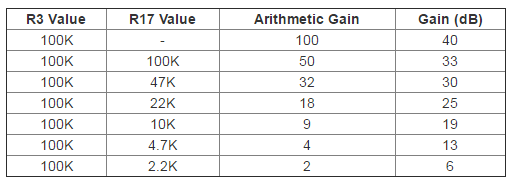 R3 Value R17 Value Arithmetic Gain Gain (dB)
100K - 100 40
100K 100K 50 33
100K 47K 32 30
100K 22K 18 25
100K 10K 9 19
100K 4.7K 4 13
100K 2.2K 2 6